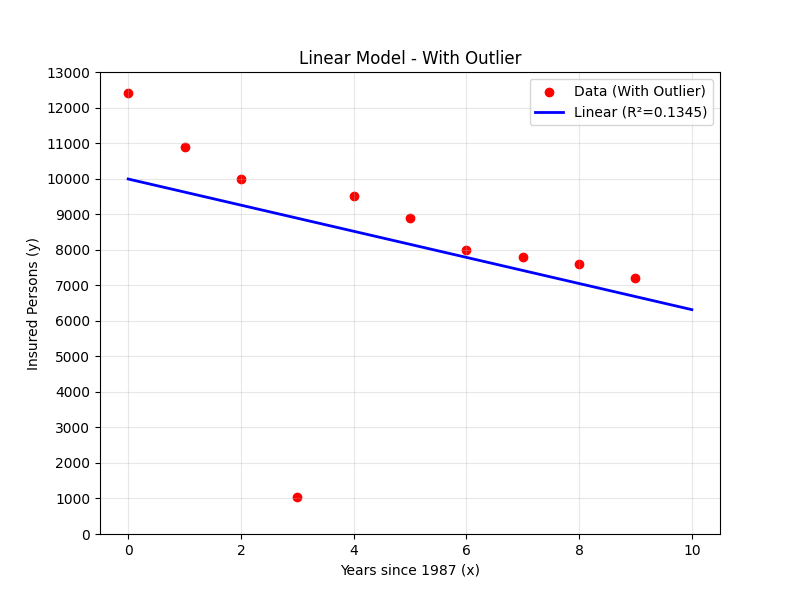 Linear Model - With Outlier
Data (With Outlier)
Linear (R²=0.1345)
13000
12000
11000
10000
9000
8000
7000
6000
5000
4000
3000
2000
1000
0
Insured Persons (y)
0 2 4 6 8 10
Years since 1987 (x)